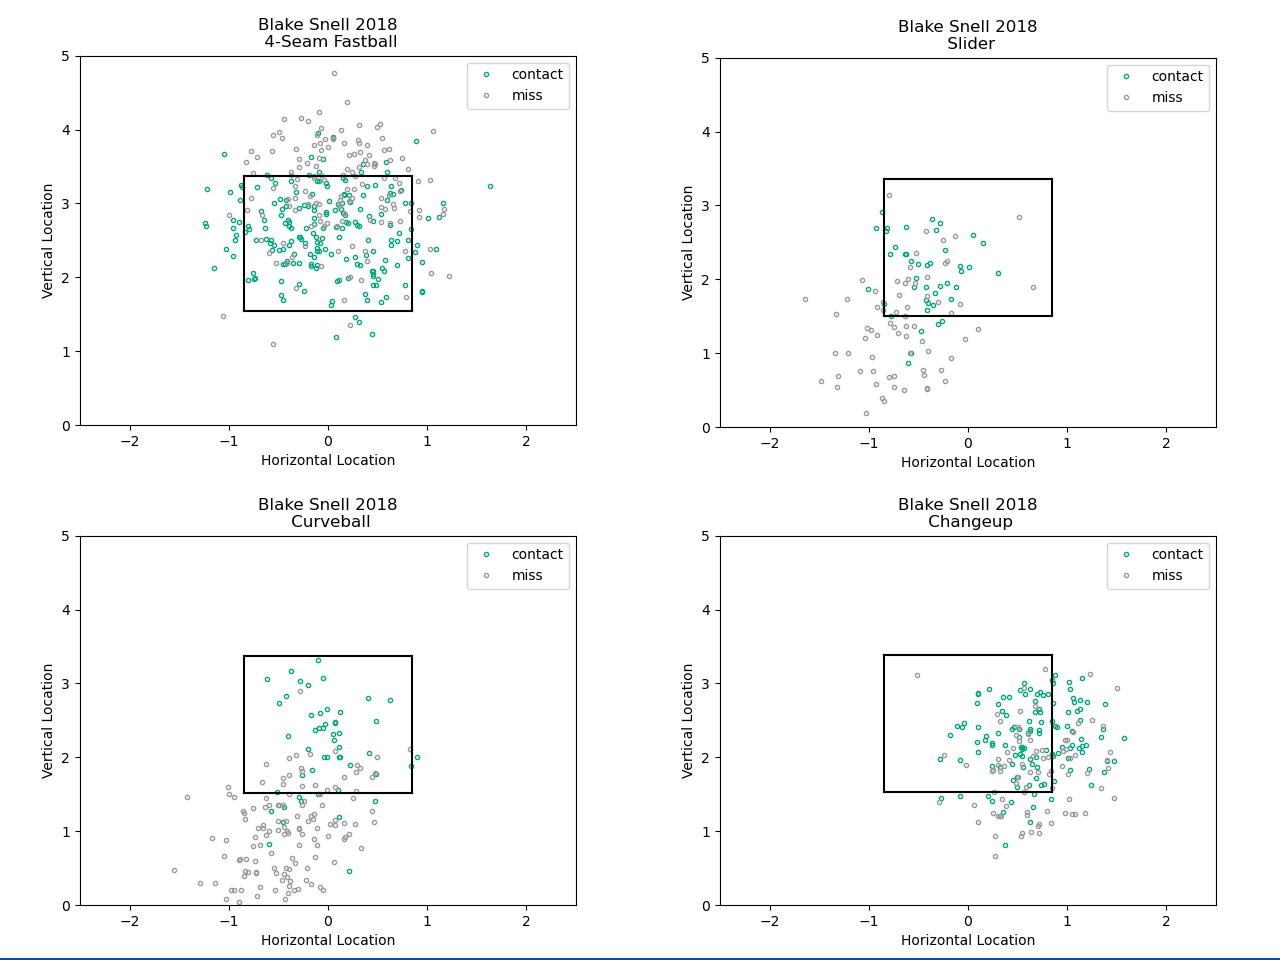 Blake Snell 2018
4-Seam Fastball
contact
miss
5
4
3
2
1
0
Vertical Location
−2
−1
0
1
2
Horizontal Location
Blake Snell 2018
Slider
contact
miss
5
4
3
2
1
0
Vertical Location
−2
−1
0
1
2
Horizontal Location
Blake Snell 2018
Curveball
contact
miss
5
4
3
2
1
0
Vertical Location
−2
−1
0
1
2
Horizontal Location
Blake Snell 2018
Changeup
contact
miss
5
4
3
2
1
0
Vertical Location
−2
−1
0
1
2
Horizontal Location